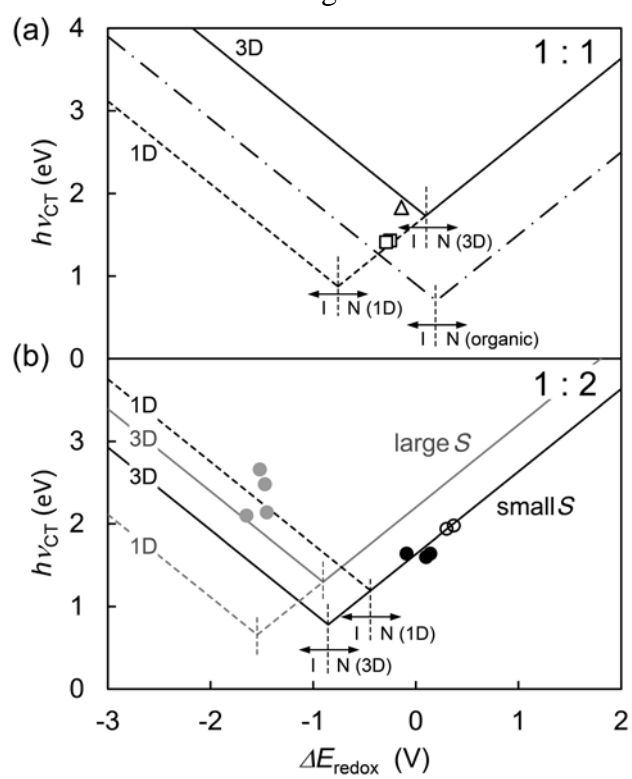 (a)
4
3D
1 : 1
3
1D
hνCT (eV)
2
I N (3D)
1
I N (1D)
I N (organic)
0
(b)
1 : 2
1D
3D
large S
3
3D
small S
hνCT (eV)
2
1D
1
I N (1D)
I N (3D)
0
-3 -2 -1 0 1 2
ΔEredox (V)